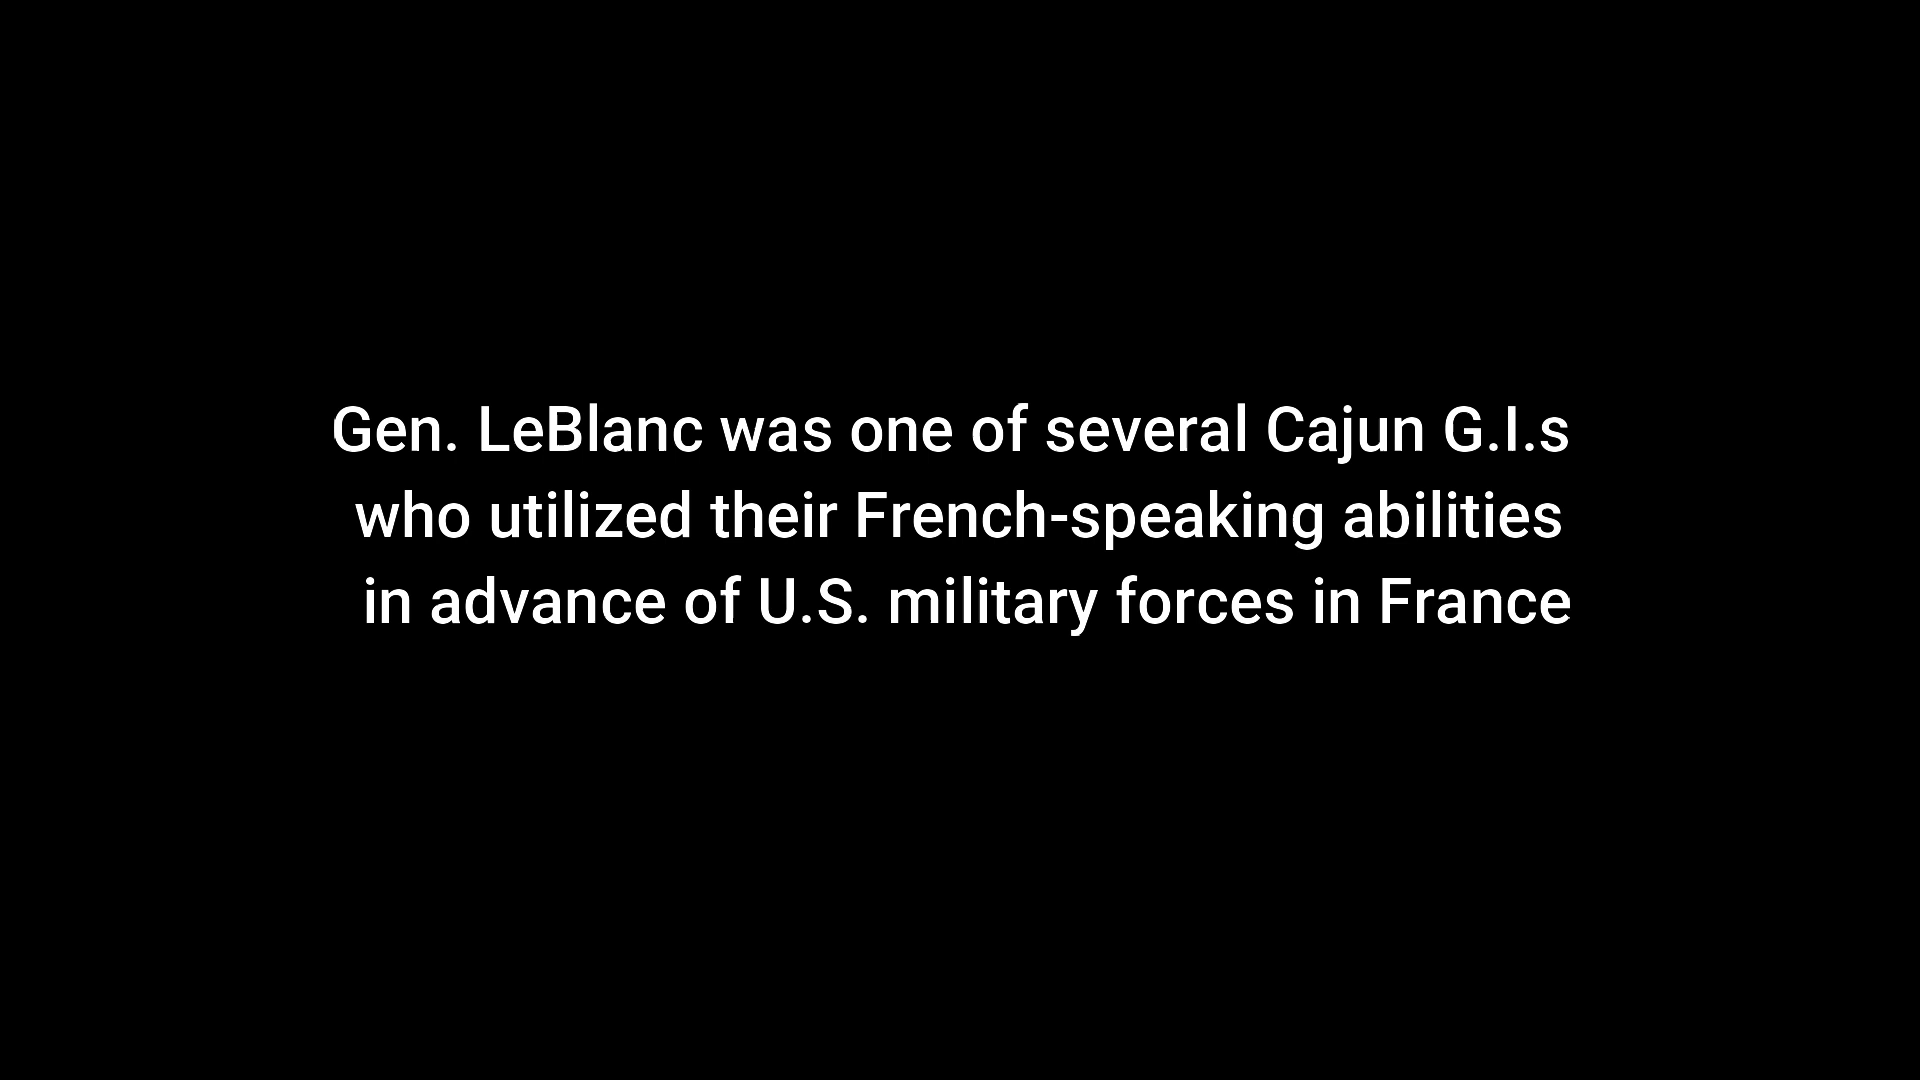 Gen. LeBlanc was one of several Cajun G.I.s
who utilized their French-speaking abilities
in advance of U.S. military forces in France